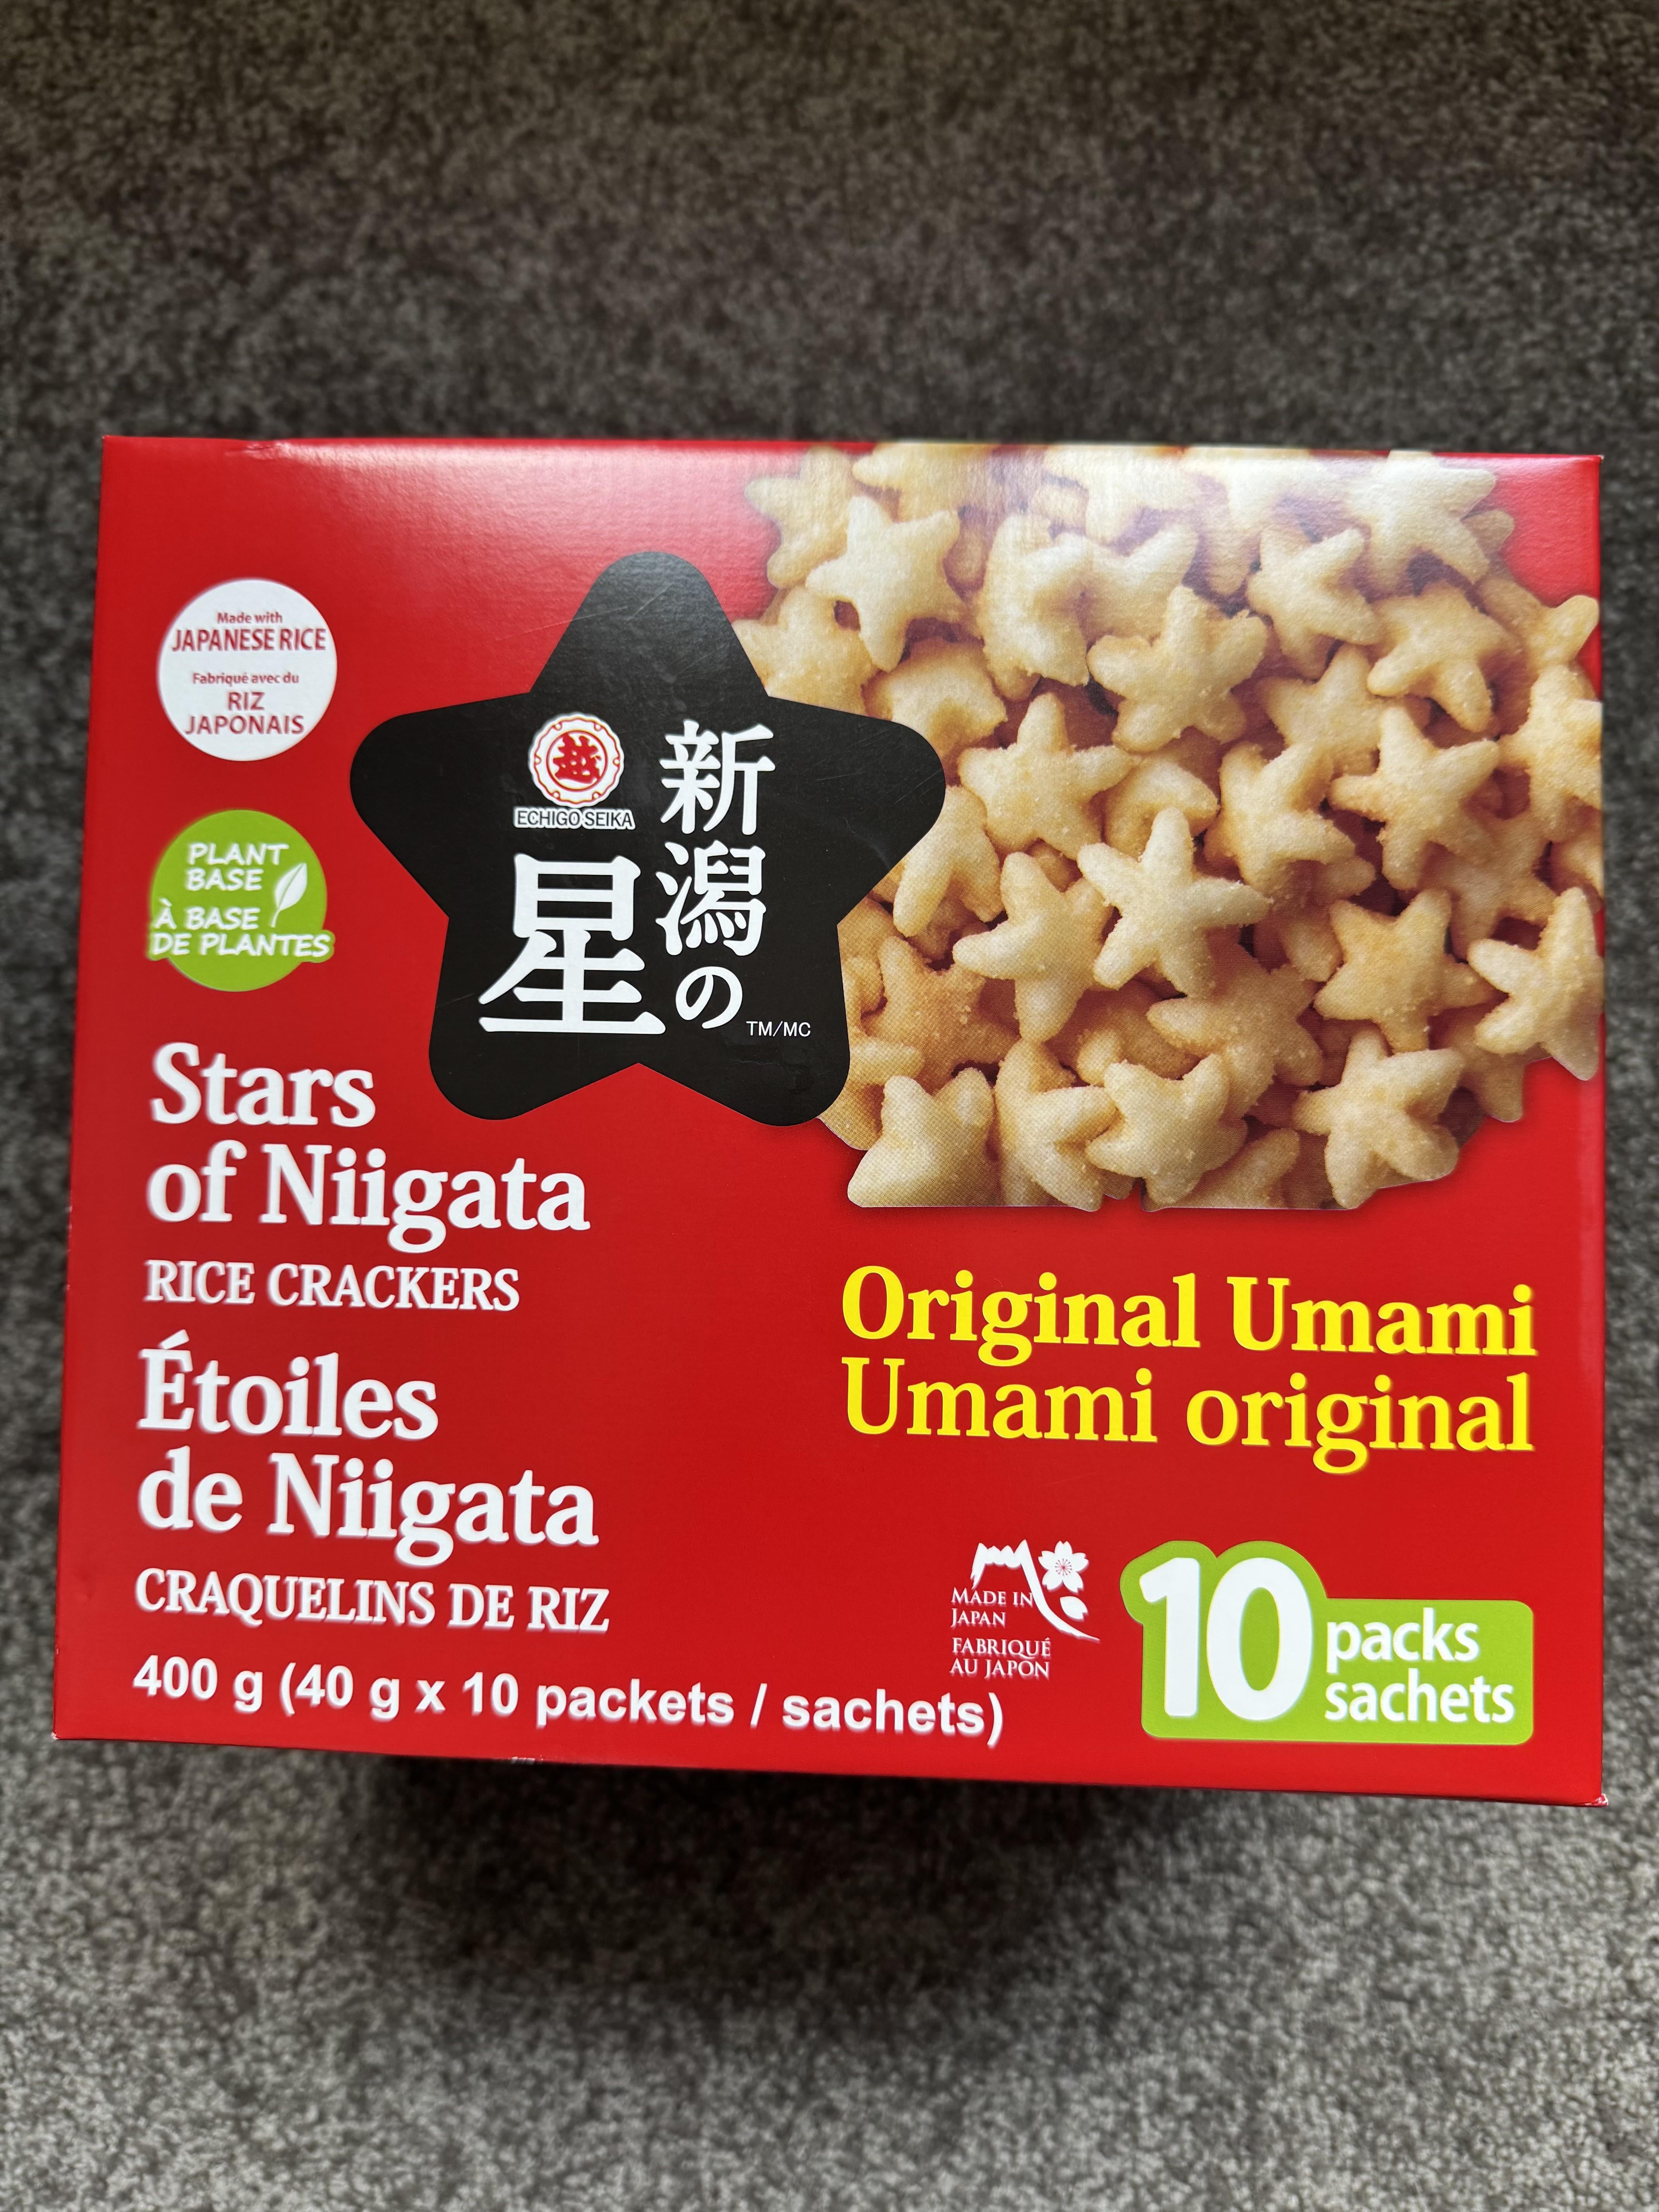 Made with
JAPANESE RICE
Fabriqué avec du
RIZ
JAPONAIS
PLANT
BASE
À BASE
DE PLANTES
越
ECHIGO SEIKA
新潟の
星
TM/MC
Stars
of Niigata
RICE CRACKERS
Étoiles
de Niigata
CRAQUELINS DE RIZ
400 g (40 g x 10 packets / sachets)
Original Umami
Umami original
MADE IN
JAPAN
FABRIQUÉ
AU JAPON
10 packs
sachets